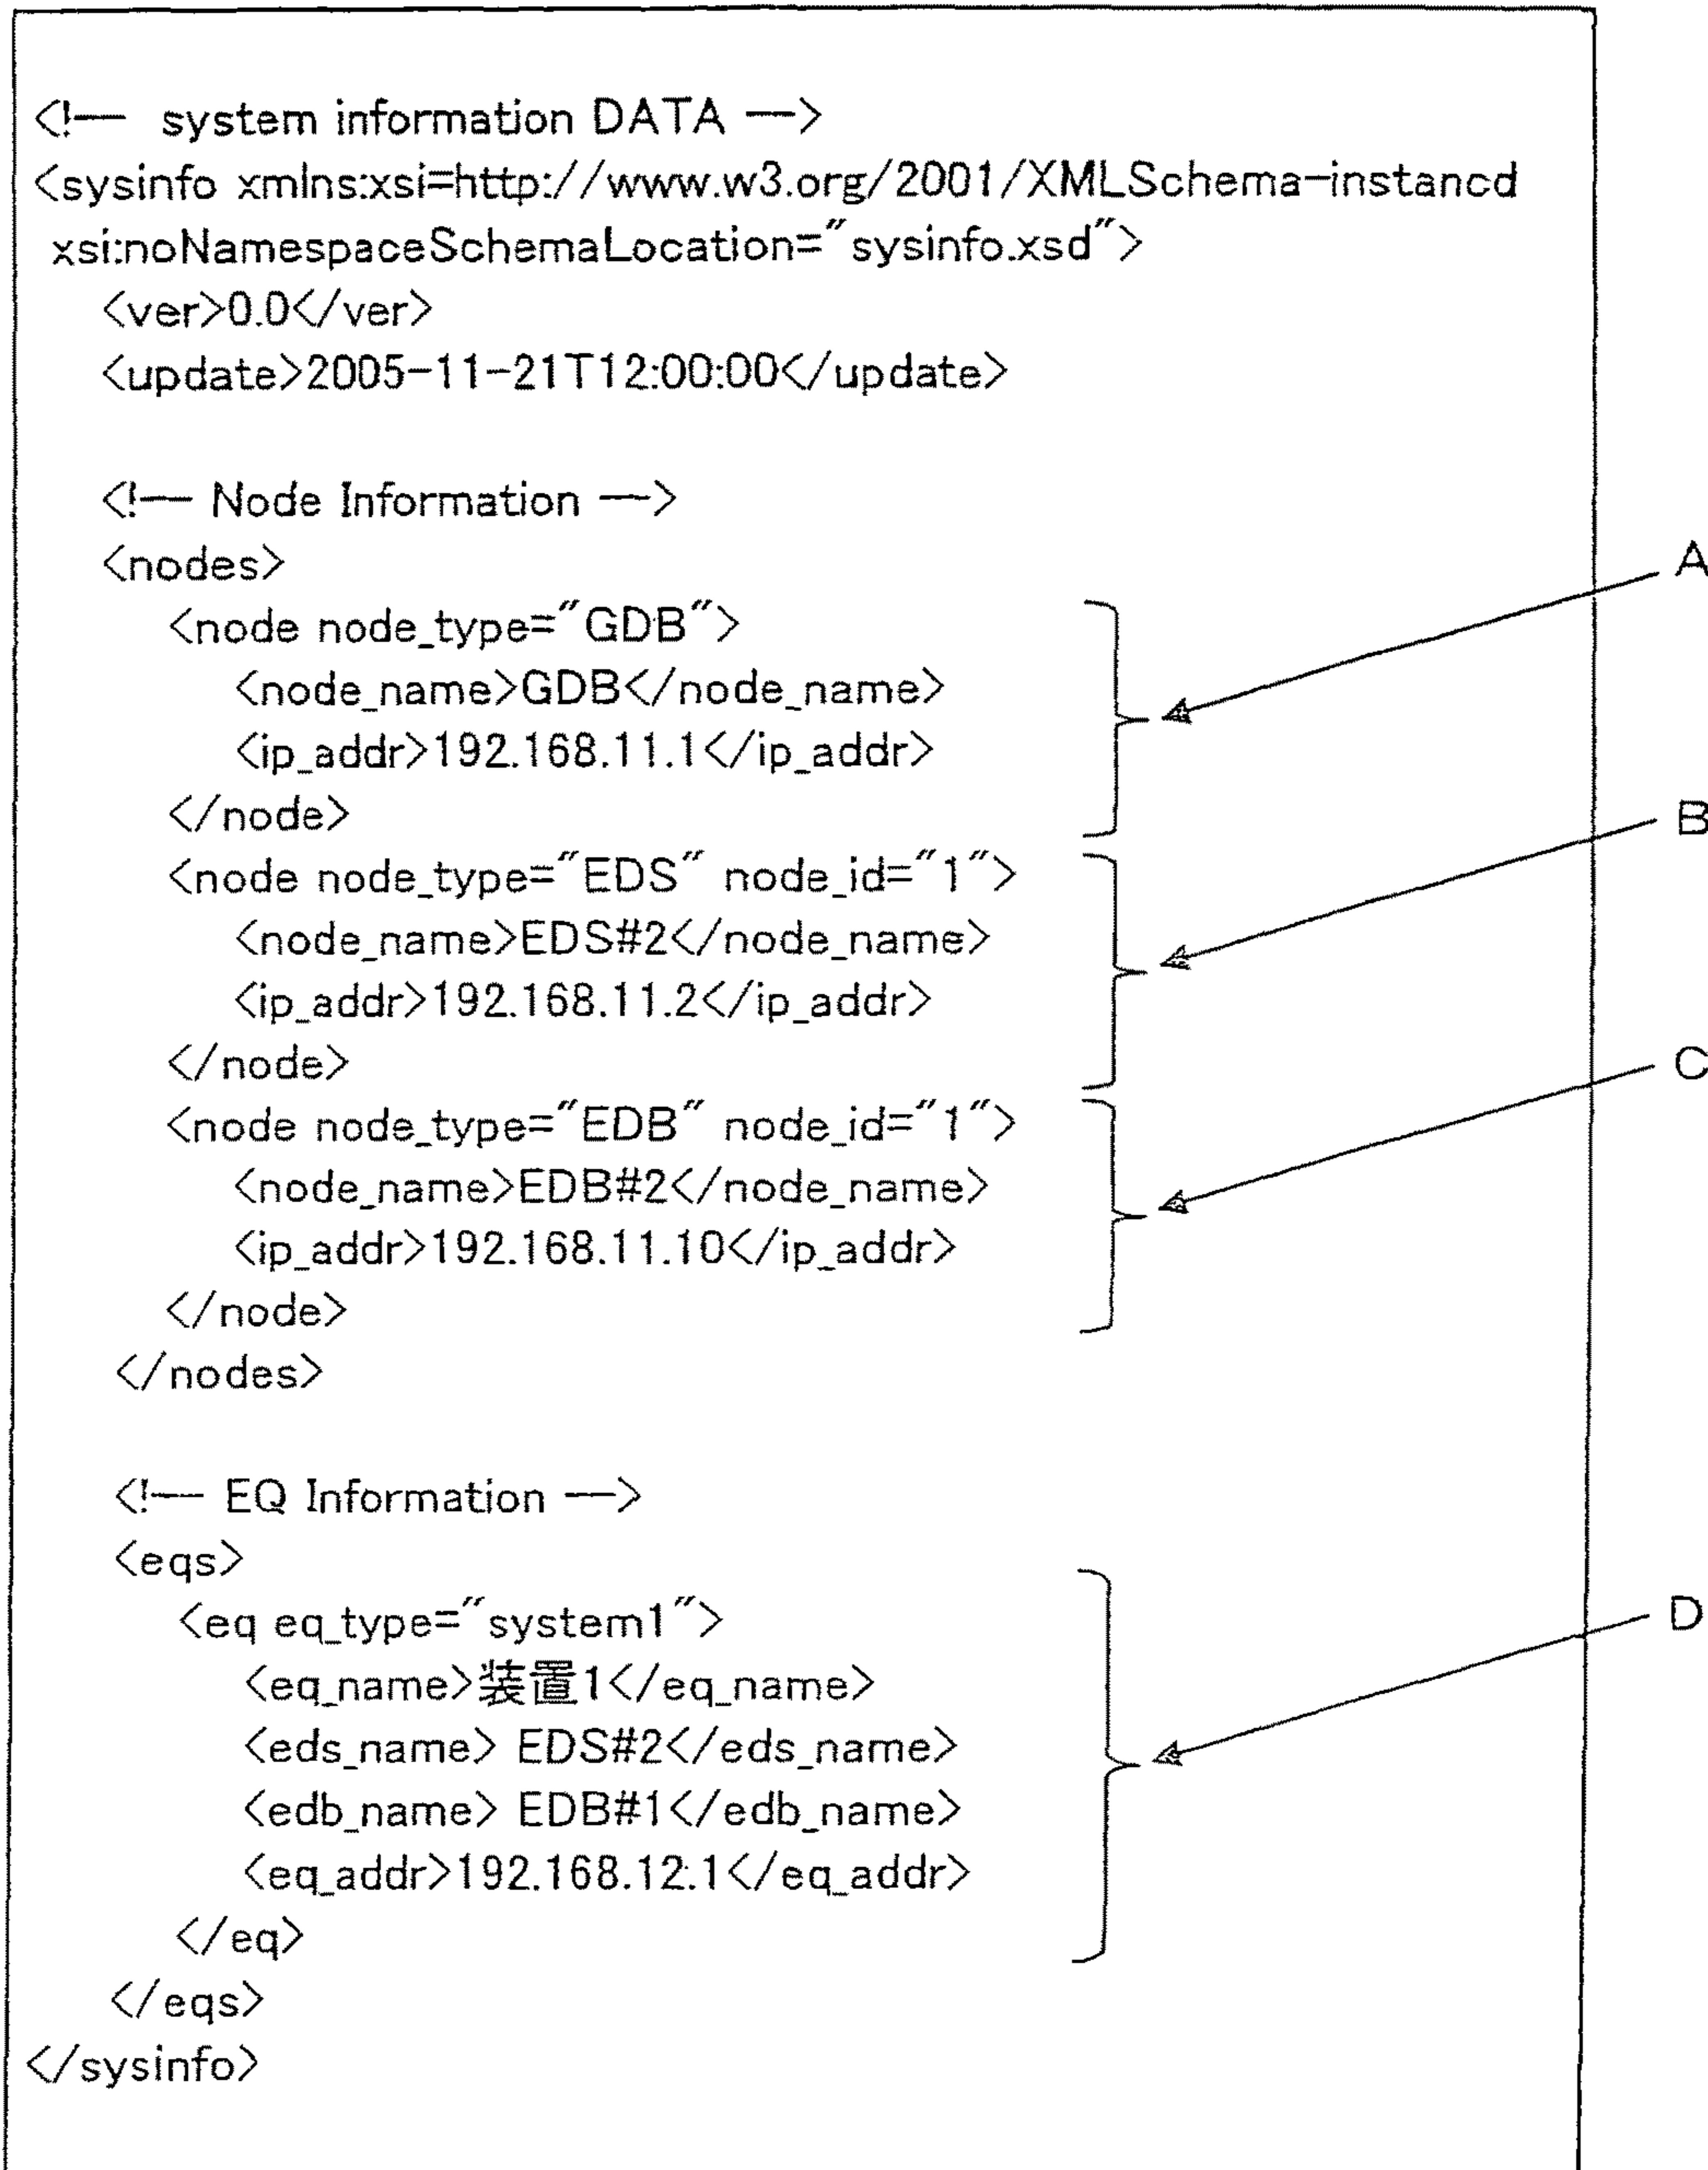 <!-- system information DATA -->
<sysinfo xmlns:xsi=http://www.w3.org/2001/XMLSchema-instancd
xsi:noNamespaceSchemaLocation="sysinfo.xsd">
<ver>0.0</ver>
<update>2005-11-21T12:00:00</update>
<!-- Node Information -->
<nodes>
A
<node node_type="GDB">
<node_name>GDB</node_name>
<ip_addr>192.168.11.1</ip_addr>
</node>
B
<node node_type="EDS" node_id="1">
<node_name>EDS#2</node_name>
<ip_addr>192.168.11.2</ip_addr>
</node>
C
<node node_type="EDB" node_id="1">
<node_name>EDB#2</node_name>
<ip_addr>192.168.11.10</ip_addr>
</node>
</nodes>
<!-- EQ Information -->
<eqs>
<eq eq_type="system1">
D
<eq_name>装置1</eq_name>
<eds_name> EDS#2</eds_name>
<edb_name> EDB#1</edb_name>
<eq_addr>192.168.12.1</eq_addr>
</eq>
</eqs>
</sysinfo>